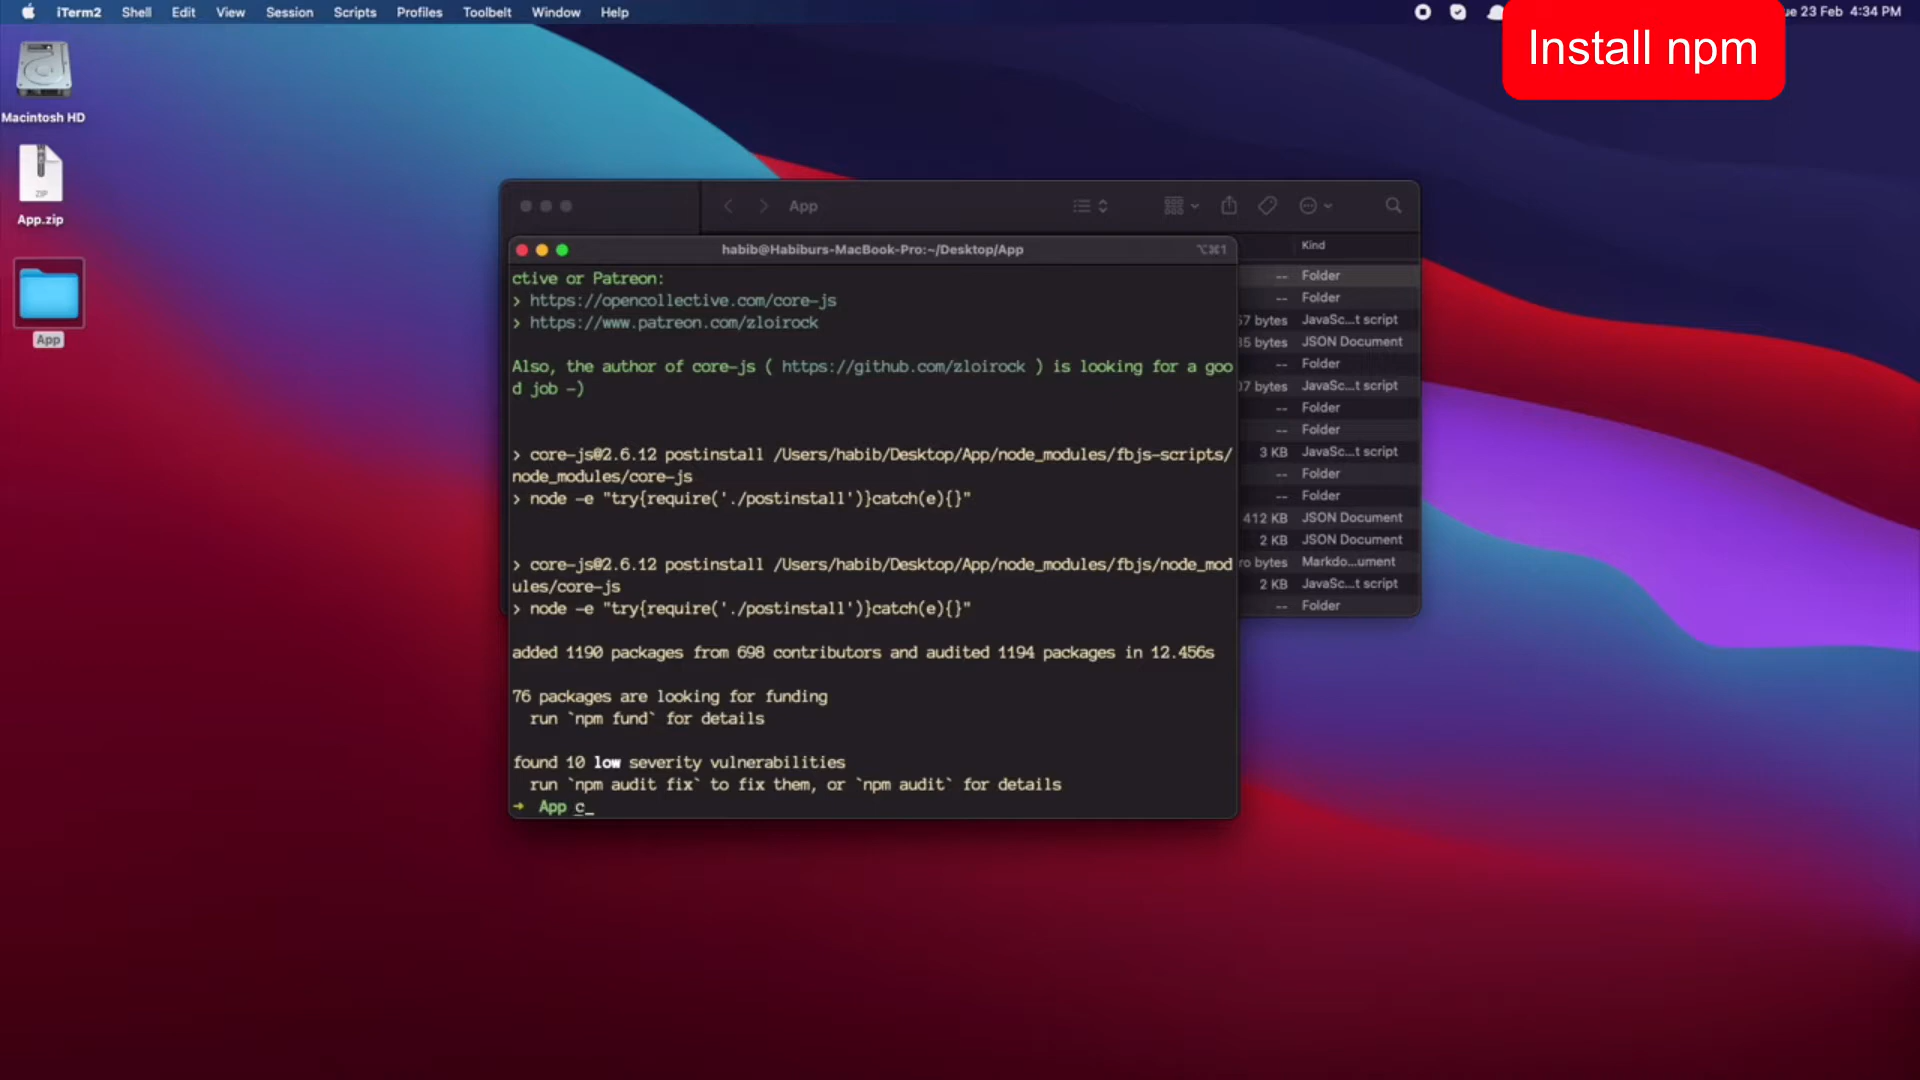 iTerm2 Shell Edit View Session Scripts Profiles Toolbelt Window Help
23 Feb 4:34 PM
Install npm
Macintosh HD
ZIP
App.zip
App
App
Kind
habib@Habiburs-MacBook-Pro:~/Desktop/App
⌥⌘1
ctive or Patreon:
> https://opencollective.com/core-js
> https://www.patreon.com/zloirock
Also, the author of core-js ( https://github.com/zloirock ) is looking for a goo
d job -)
> core-js@2.6.12 postinstall /Users/habib/Desktop/App/node_modules/fbjs-scripts/
node_modules/core-js
> node -e "try{require('./postinstall')}catch(e){}"
> core-js@2.6.12 postinstall /Users/habib/Desktop/App/node_modules/fbjs/node_mod
ules/core-js
> node -e "try{require('./postinstall')}catch(e){}"
added 1190 packages from 698 contributors and audited 1194 packages in 12.456s
76 packages are looking for funding
run `npm fund` for details
found 10 low severity vulnerabilities
run `npm audit fix` to fix them, or `npm audit` for details
→ App c_
-- Folder
-- Folder
bytes JavaSc...t script
bytes JSON Document
-- Folder
bytes JavaSc...t script
-- Folder
-- Folder
3 KB JavaSc...t script
-- Folder
-- Folder
412 KB JSON Document
2 KB JSON Document
bytes Markdo...ument
2 KB JavaSc...t script
-- Folder